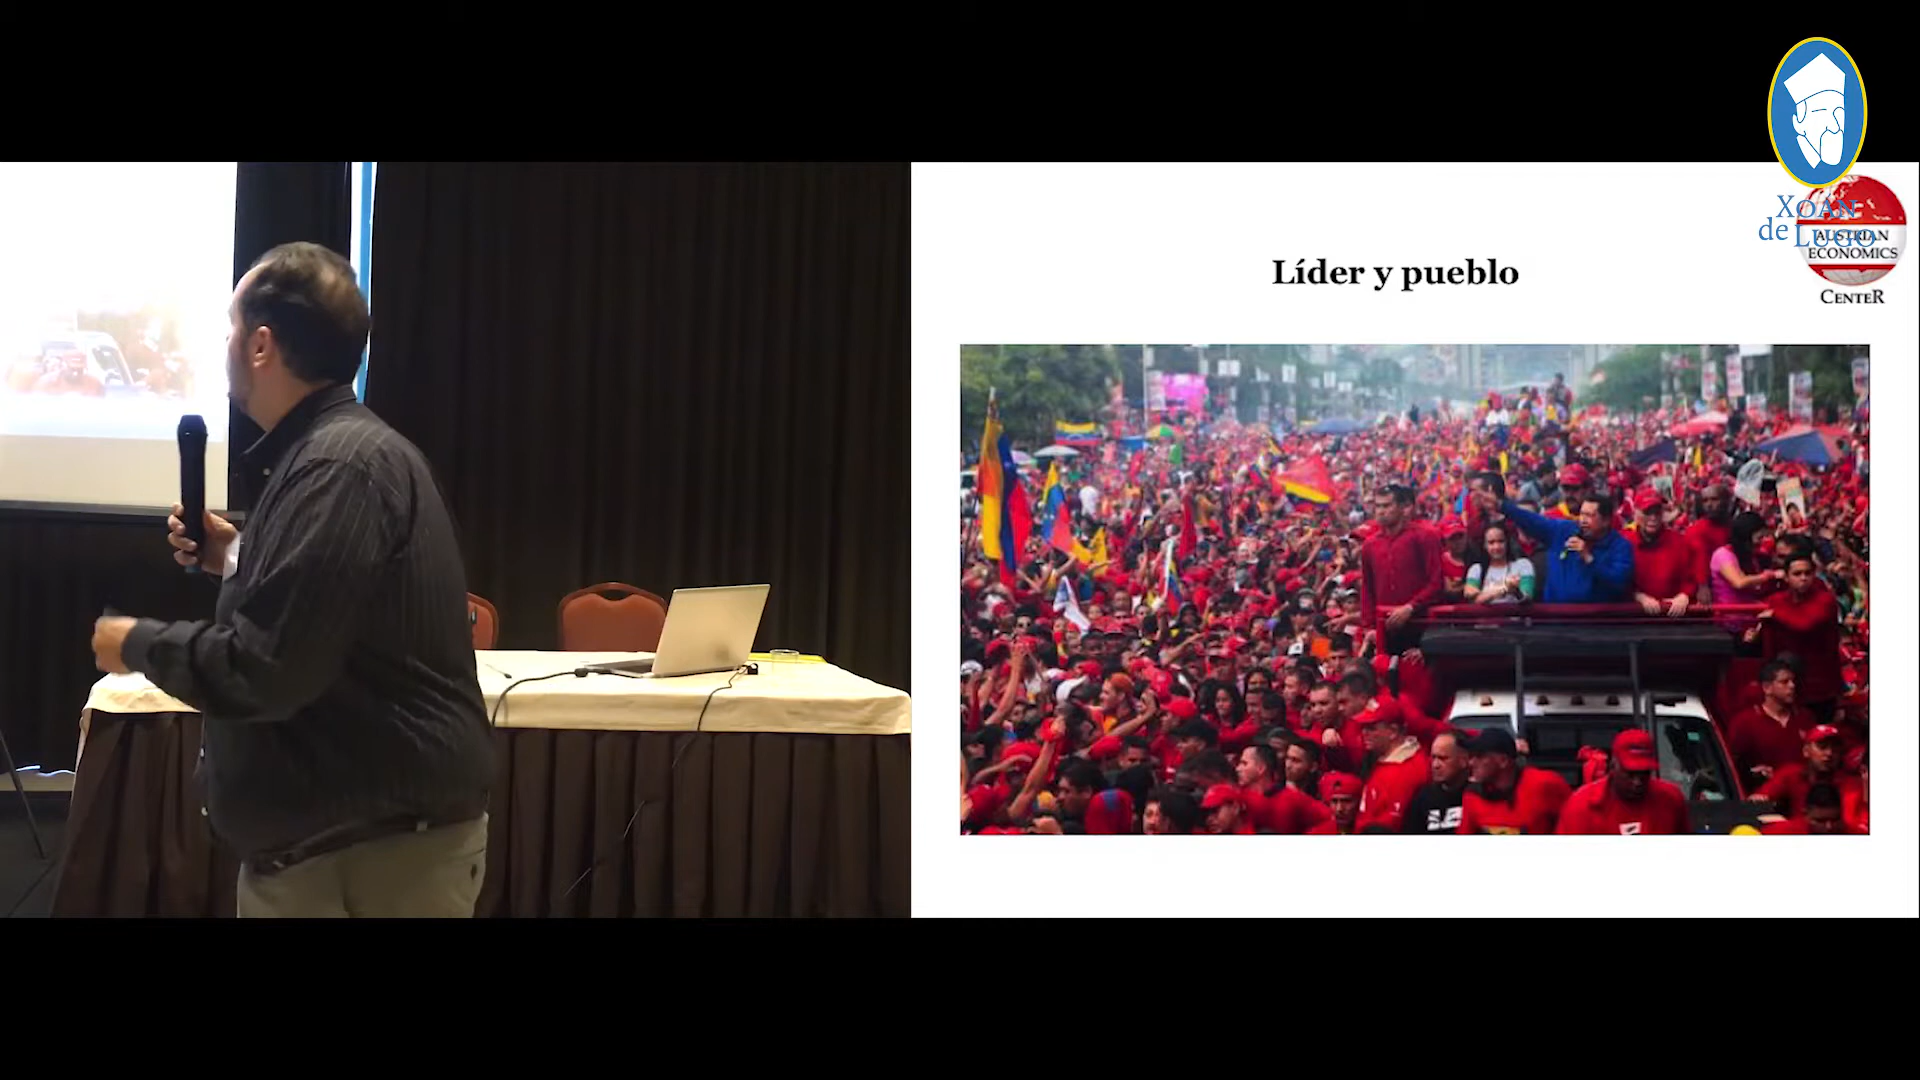 XOAN
de LUGO
AUSTRIAN
ECONOMICS
CENTER
Líder y pueblo